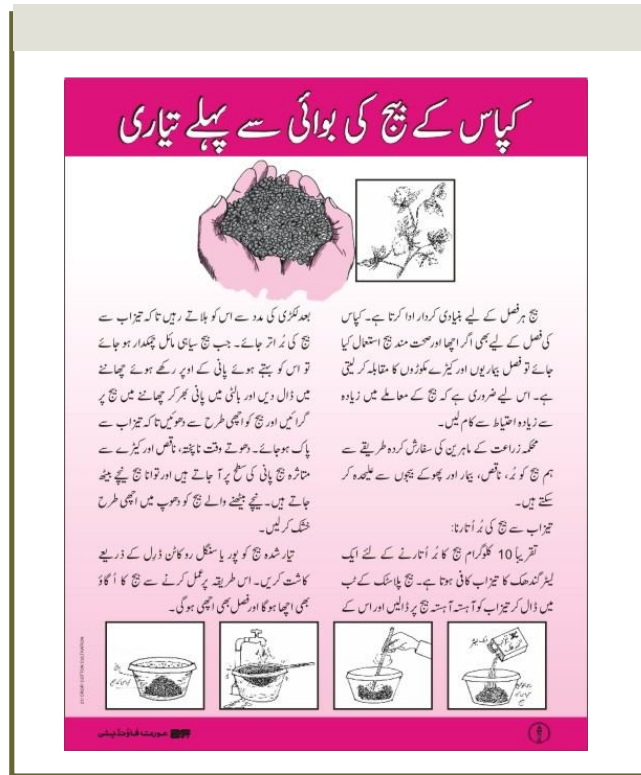 کپاس کے بیج کی بوائی سے پہلے تیاری
بیج ہر فصل کے لیے بنیادی کردار ادا کرتا ہے۔ کپاس
کی فصل کے لیے بھی اگر اچھا اور صحت مند بیج استعمال کیا
جائے تو فصل بیماریوں اور کیڑے مکوڑوں کا مقابلہ کر لیتی
ہے۔ اس لیے ضروری ہے کہ بیج کے معاملے میں زیادہ
سے زیادہ احتیاط سے کام لیں۔
محکمہ زراعت کے ماہرین کی سفارش کردہ طریقے سے
ہم بیج کو بُر، ناقص، بیمار اور پھوکے بیجوں سے علیحدہ کر
سکتے ہیں۔
تیزاب سے بیج کی بُر اُتارنا:
تقریباً 10 کلوگرام بیج کا بُر اُتارنے کے لئے ایک
لیٹر گندھک کا تیزاب کافی ہوتا ہے۔ بیج پلاسٹک کے ٹب
میں ڈال کر تیزاب کو آہستہ آہستہ بیج پر ڈالیں اور اس کے
بعد لکڑی کی مدد سے اس کو ہلاتے رہیں تاکہ تیزاب سے
بیج کی بُر اتر جائے۔ جب بیج سیاہی مائل چمکدار ہو جائے
تو اس کو بہتے ہوئے پانی کے اوپر رکھے ہوئے چھاننے
میں ڈال دیں اور بالٹی میں پانی بھر کر چھاننے میں بیج پر
گرائیں اور بیج کو اچھی طرح سے دھوئیں تاکہ تیزاب سے
پاک ہو جائے۔ دھوتے وقت ناپختہ، ناقص اور کیڑے سے
متاثرہ بیج پانی کی سطح پر آ جاتے ہیں اور توانا بیج نیچے بیٹھ
جاتے ہیں۔ نیچے بیٹھنے والے بیج کو دھوپ میں اچھی طرح
خشک کر لیں۔
تیار شدہ بیج کو پور یا سنگل رو کاٹن ڈرل کے ذریعے
کاشت کریں۔ اس طریقہ پر عمل کرنے سے بیج کا اُگاؤ
بھی اچھا ہوگا اور فصل بھی اچھی ہوگی۔
عورت فاؤنڈیشن